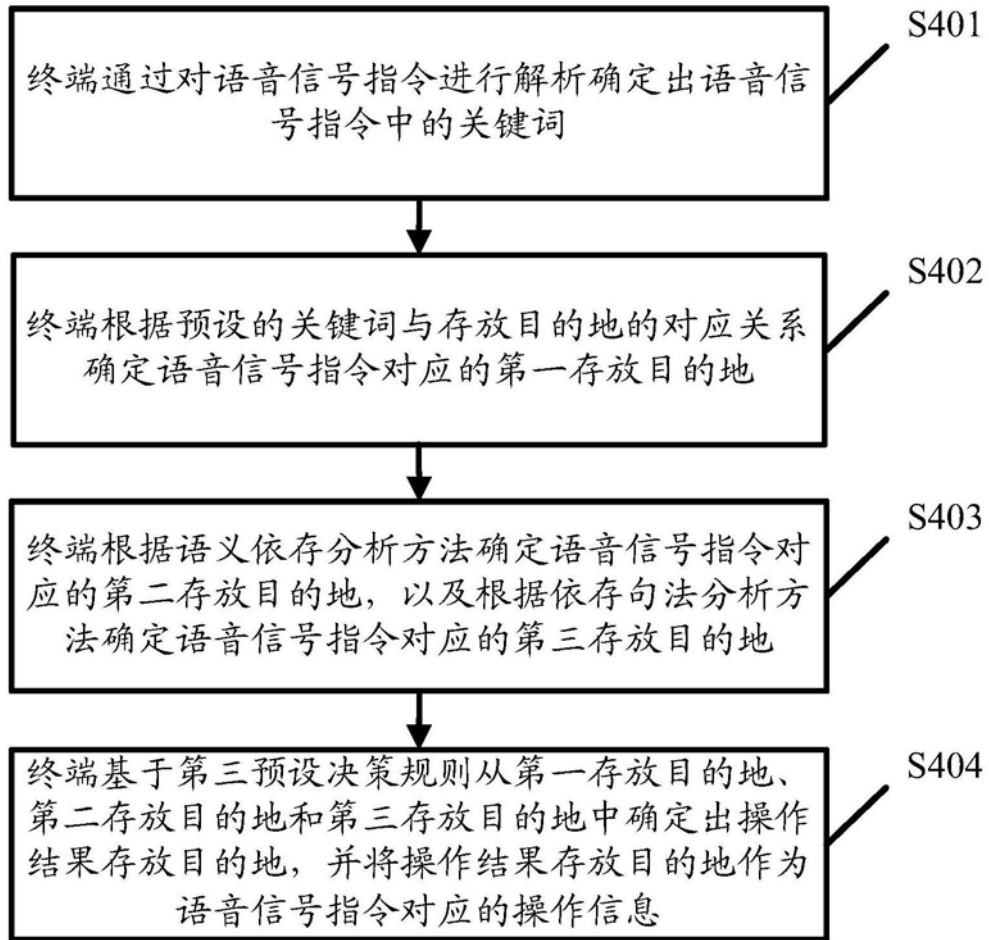 S401
终端通过对语音信号指令进行解析确定出语音信
号指令中的关键词
S402
终端根据预设的关键词与存放目的地的对应关系
确定语音信号指令对应的第一存放目的地
S403
终端根据语义依存分析方法确定语音信号指令对
应的第二存放目的地，以及根据依存句法分析方
法确定语音信号指令对应的第三存放目的地
S404
终端基于第三预设决策规则从第一存放目的地、
第二存放目的地和第三存放目的地中确定出操作
结果存放目的地，并将操作结果存放目的地作为
语音信号指令对应的操作信息